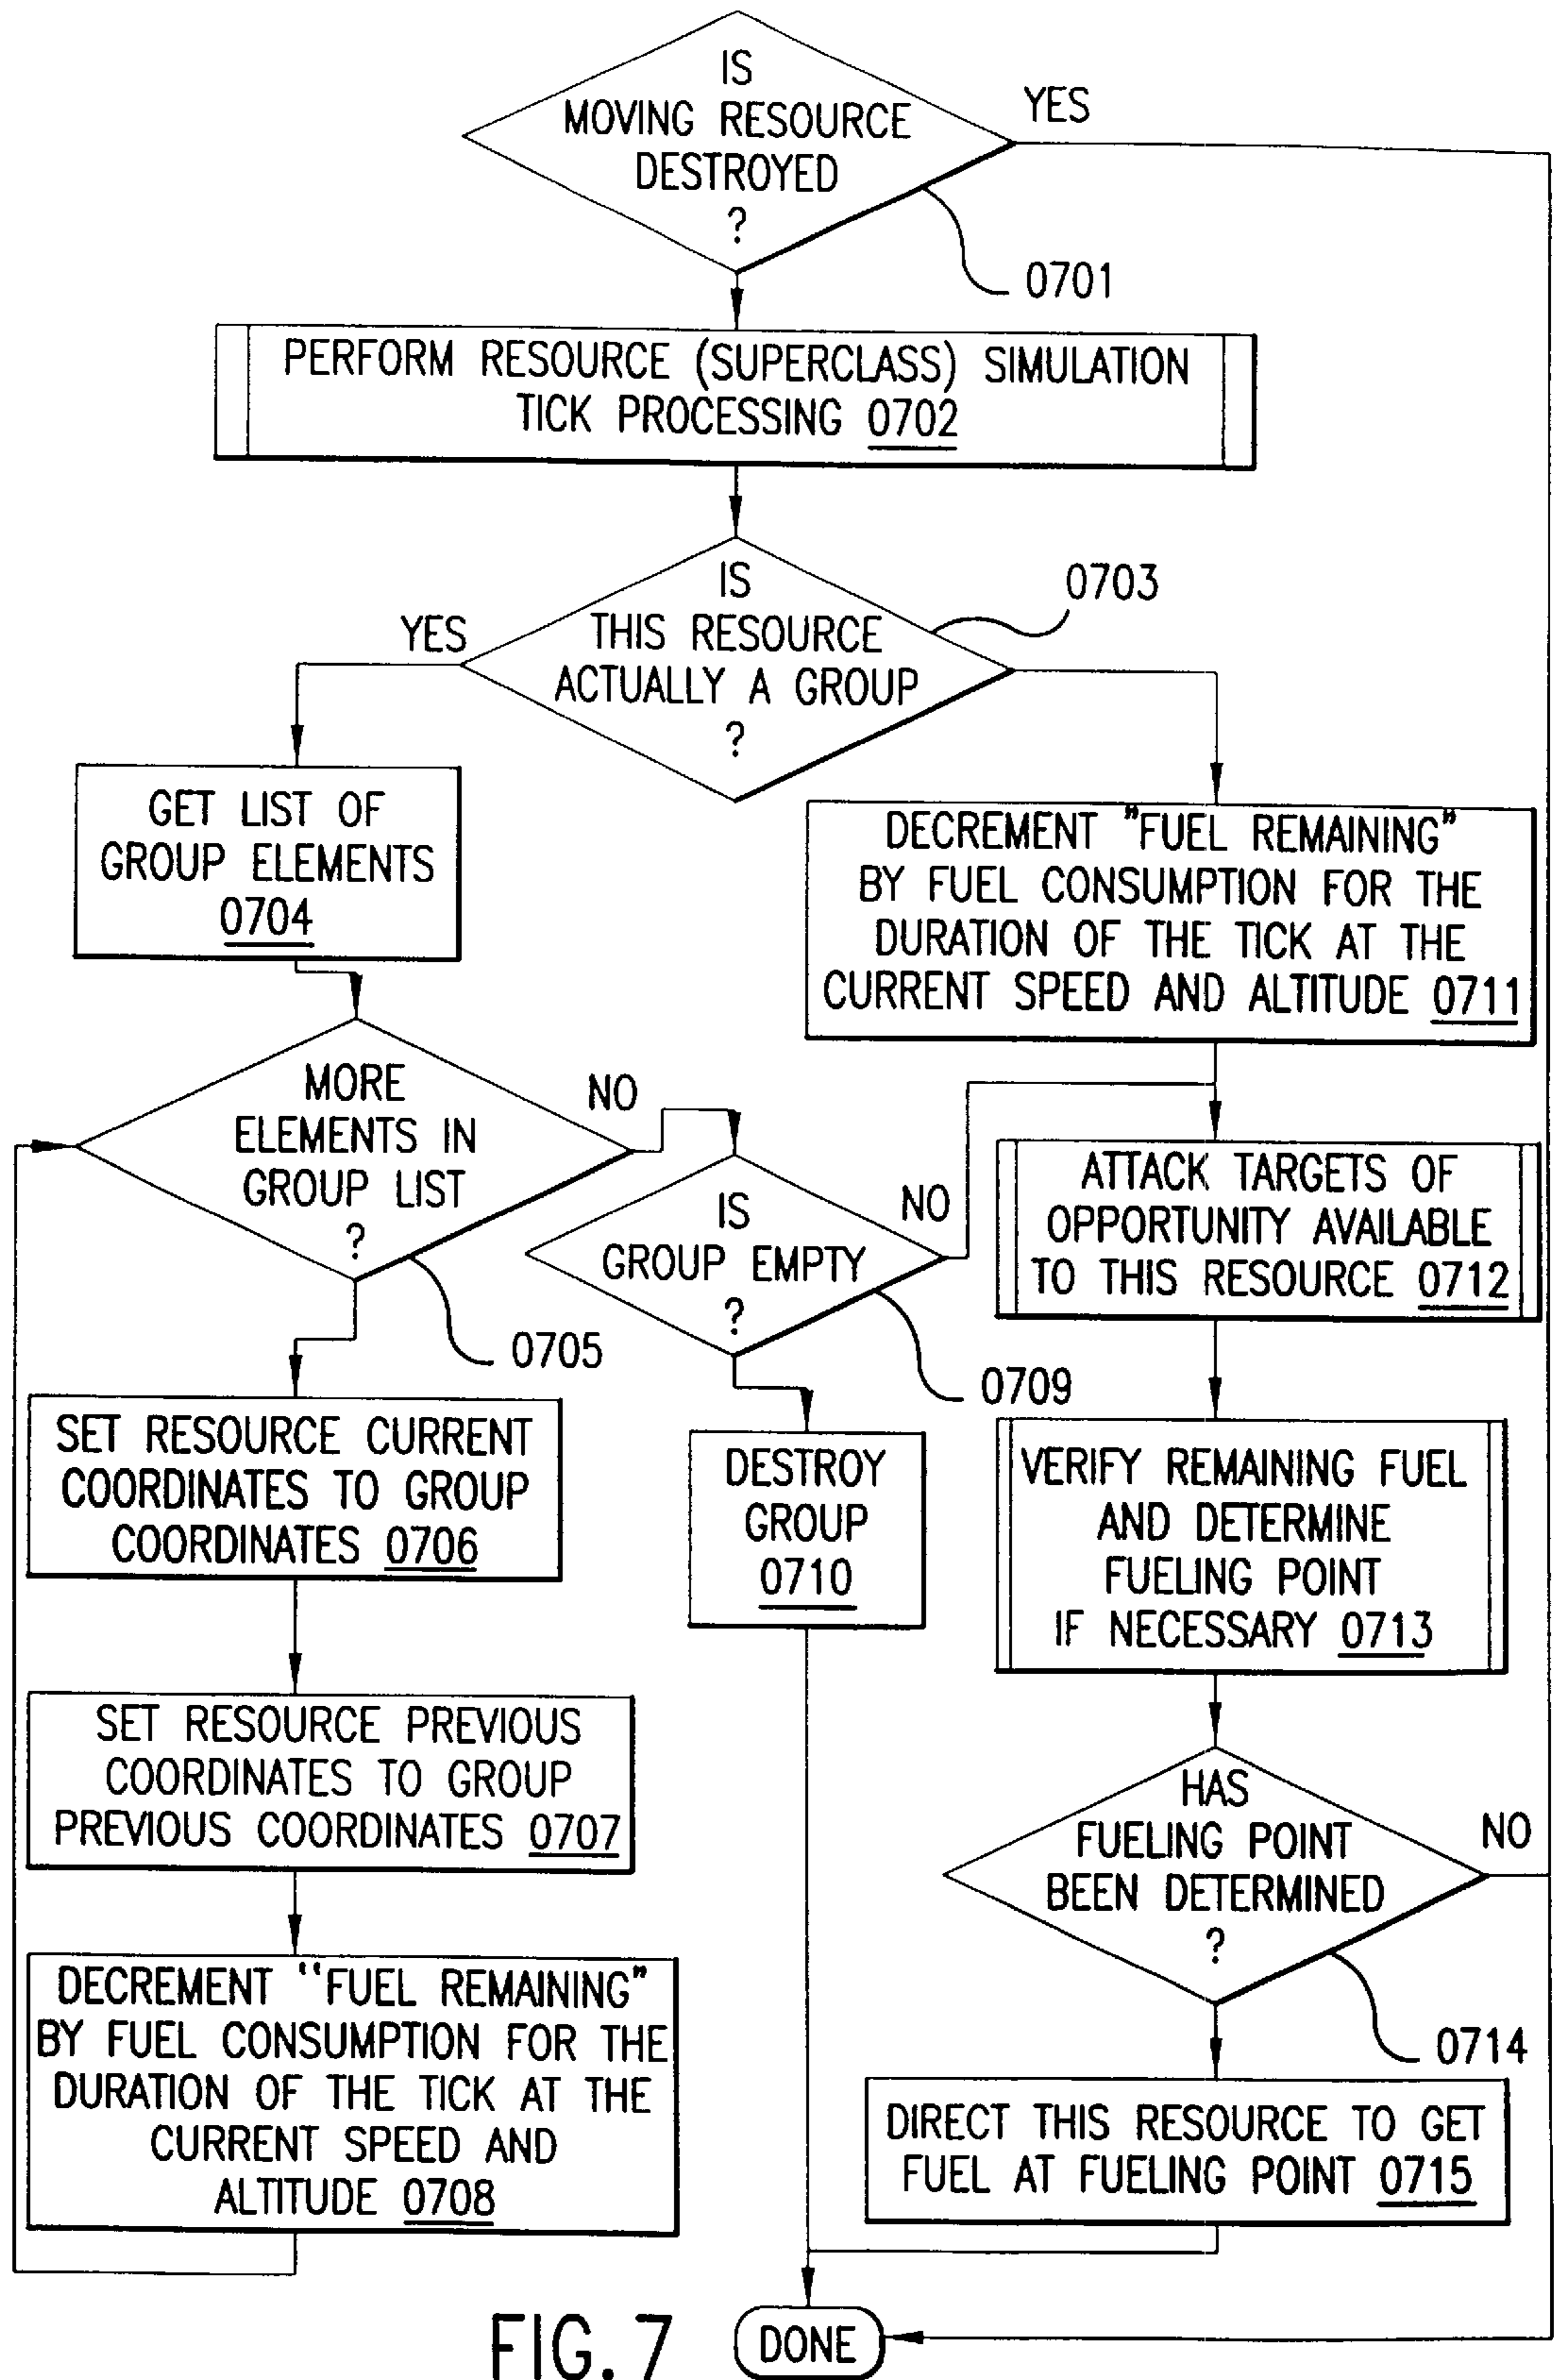 IS
MOVING RESOURCE
DESTROYED
?
YES
0701
PERFORM RESOURCE (SUPERCLASS) SIMULATION
TICK PROCESSING 0702
IS
THIS RESOURCE
ACTUALLY A GROUP
?
0703
YES
GET LIST OF
GROUP ELEMENTS
0704
DECREMENT "FUEL REMAINING"
BY FUEL CONSUMPTION FOR THE
DURATION OF THE TICK AT THE
CURRENT SPEED AND ALTITUDE 0711
MORE
ELEMENTS IN
GROUP LIST
?
NO
0705
IS
GROUP EMPTY
?
NO
0709
ATTACK TARGETS OF
OPPORTUNITY AVAILABLE
TO THIS RESOURCE 0712
SET RESOURCE CURRENT
COORDINATES TO GROUP
COORDINATES 0706
DESTROY
GROUP
0710
VERIFY REMAINING FUEL
AND DETERMINE
FUELING POINT
IF NECESSARY 0713
SET RESOURCE PREVIOUS
COORDINATES TO GROUP
PREVIOUS COORDINATES 0707
HAS
FUELING POINT
BEEN DETERMINED
?
NO
0714
DECREMENT "FUEL REMAINING"
BY FUEL CONSUMPTION FOR THE
DURATION OF THE TICK AT THE
CURRENT SPEED AND
ALTITUDE 0708
DIRECT THIS RESOURCE TO GET
FUEL AT FUELING POINT 0715
DONE
FIG. 7